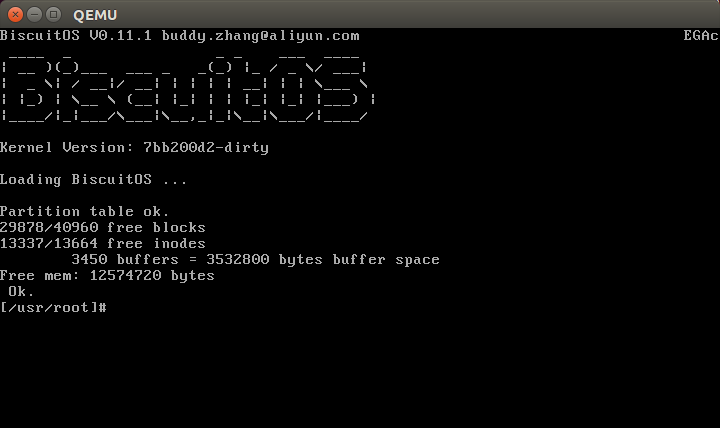 QEMU
BiscuitOS V0.11.1 buddy.zhang@aliyun.com EGAc
BiscuitOS
Kernel Version: 7bb200d2-dirty
Loading BiscuitOS ...
Partition table ok.
29878/40960 free blocks
13337/13664 free inodes
3450 buffers = 3532800 bytes buffer space
Free mem: 12574720 bytes
Ok.
[/usr/root]#